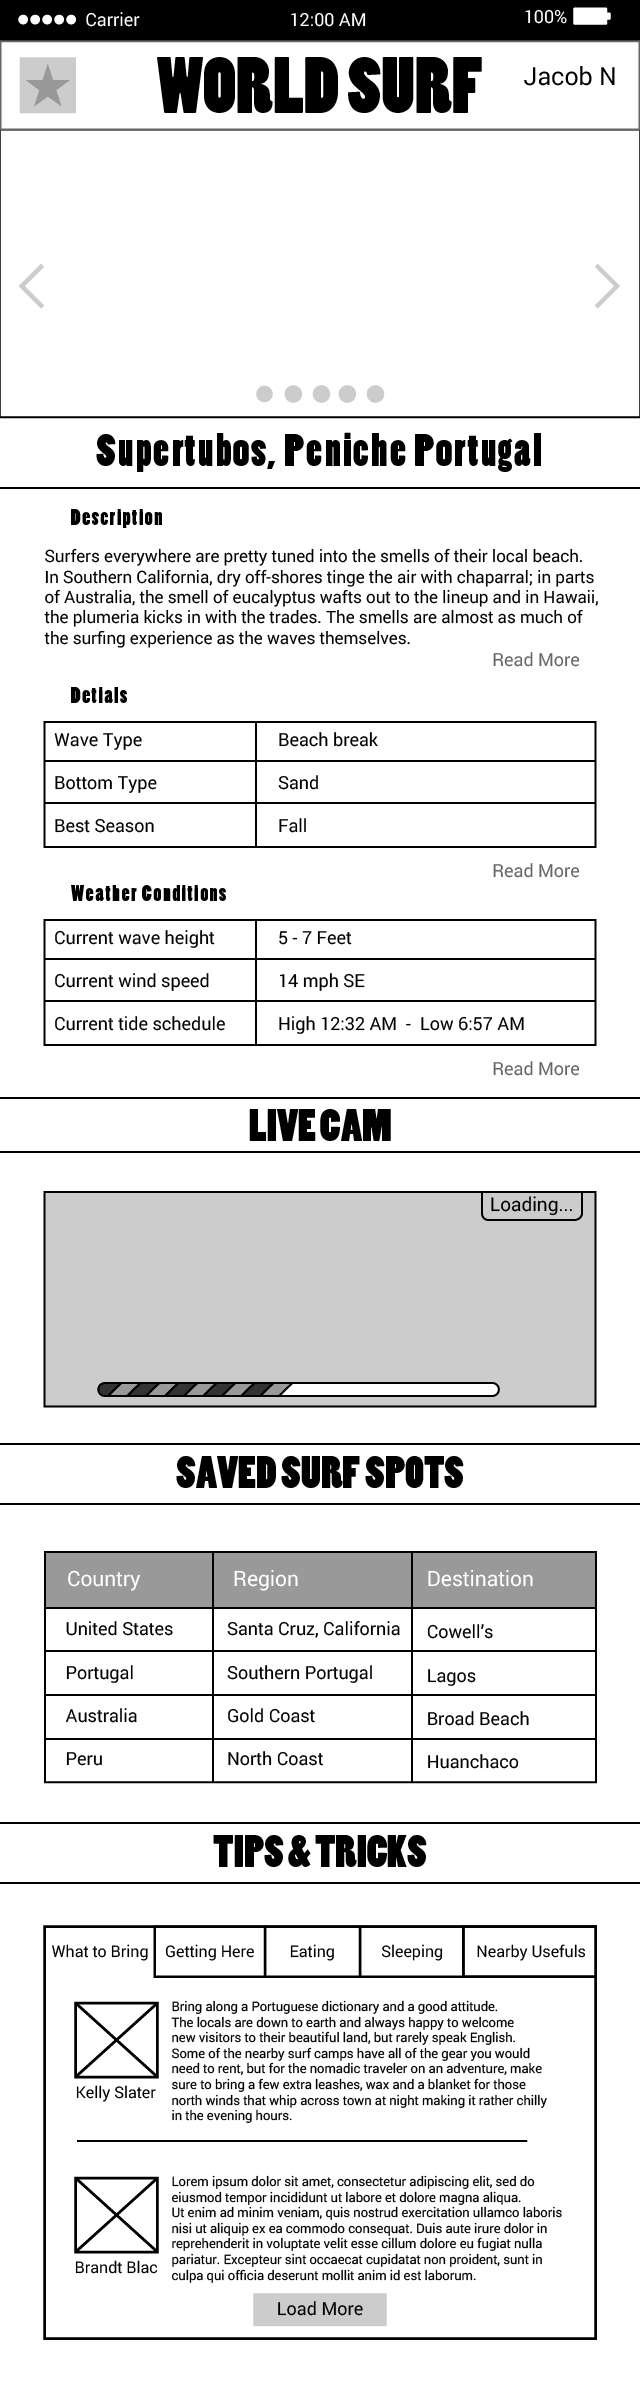 Carrier 12:00 AM 100%
WORLD SURF Jacob N
Supertubos, Peniche Portugal
Description
Surfers everywhere are pretty tuned into the smells of their local beach.
In Southern California, dry off-shores tinge the air with chaparral; in parts
of Australia, the smell of eucalyptus wafts out to the lineup and in Hawaii,
the plumeria kicks in with the trades. The smells are almost as much of
the surfing experience as the waves themselves.
Read More
Detials
Wave Type Beach break
Bottom Type Sand
Best Season Fall
Read More
Weather Conditions
Current wave height 5 - 7 Feet
Current wind speed 14 mph SE
Current tide schedule High 12:32 AM - Low 6:57 AM
Read More
LIVE CAM
Loading...
SAVED SURF SPOTS
Country Region Destination
United States Santa Cruz, California Cowell's
Portugal Southern Portugal Lagos
Australia Gold Coast Broad Beach
Peru North Coast Huanchaco
TIPS & TRICKS
What to Bring Getting Here Eating Sleeping Nearby Usefuls
Bring along a Portuguese dictionary and a good attitude.
The locals are down to earth and always happy to welcome
new visitors to their beautiful land, but rarely speak English.
Some of the nearby surf camps have all of the gear you would
need to rent, but for the nomadic traveler on an adventure, make
sure to bring a few extra leashes, wax and a blanket for those
north winds that whip across town at night making it rather chilly
in the evening hours.
Kelly Slater
Lorem ipsum dolor sit amet, consectetur adipiscing elit, sed do
eiusmod tempor incididunt ut labore et dolore magna aliqua.
Ut enim ad minim veniam, quis nostrud exercitation ullamco laboris
nisi ut aliquip ex ea commodo consequat. Duis aute irure dolor in
reprehenderit in voluptate velit esse cillum dolore eu fugiat nulla
pariatur. Excepteur sint occaecat cupidatat non proident, sunt in
culpa qui officia deserunt mollit anim id est laborum.
Brandt Blac
Load More